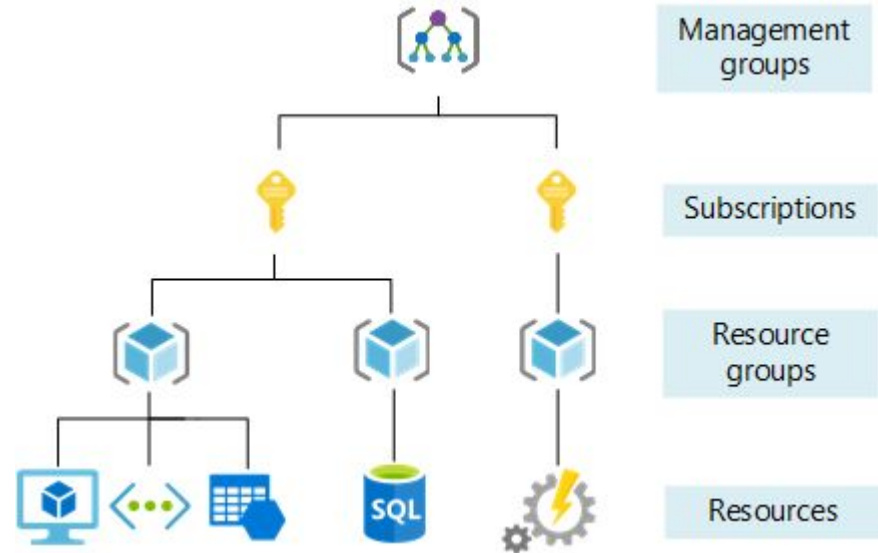 Management
groups
Subscriptions
Resource
groups
SQL
Resources